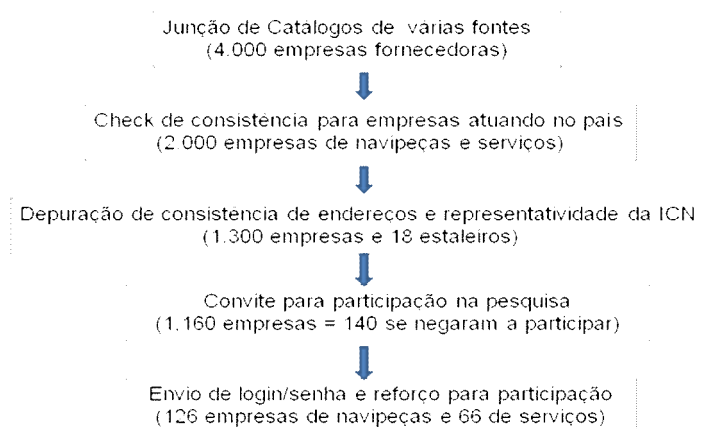 Junção de Catálogos de várias fontes
(4.000 empresas fornecedoras)
Check de consistência para empresas atuando no país
(2.000 empresas de navipeças e serviços)
Depuração de consistência de endereços e representatividade da ICN
(1.300 empresas e 18 estaleiros)
Convite para participação na pesquisa
(1.160 empresas = 140 se negaram a participar)
Envio de login/senha e reforço para participação
(126 empresas de navipeças e 66 de serviços)